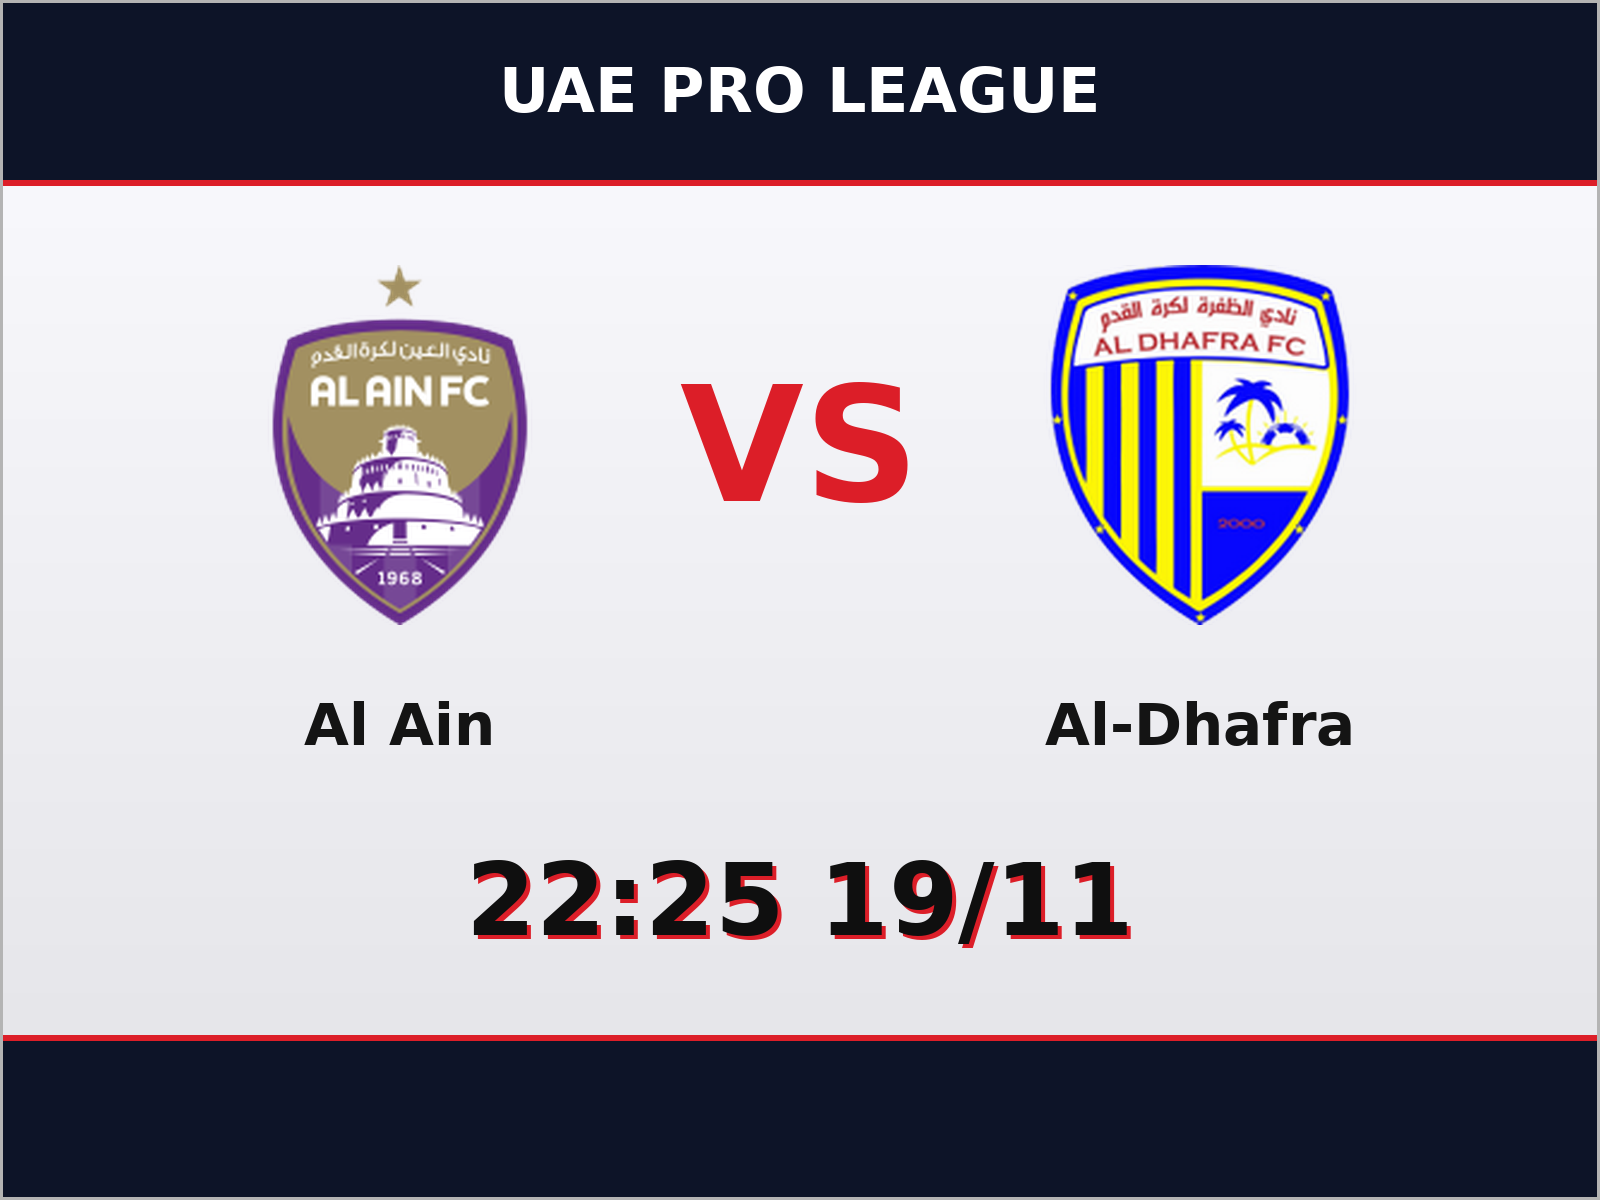 UAE PRO LEAGUE
نادي العين لكرة القدم
AL AIN FC
1968
VS
نادي الظفرة لكرة القدم
AL DHAFRA FC
2000
Al Ain
Al-Dhafra
22:25 19/11